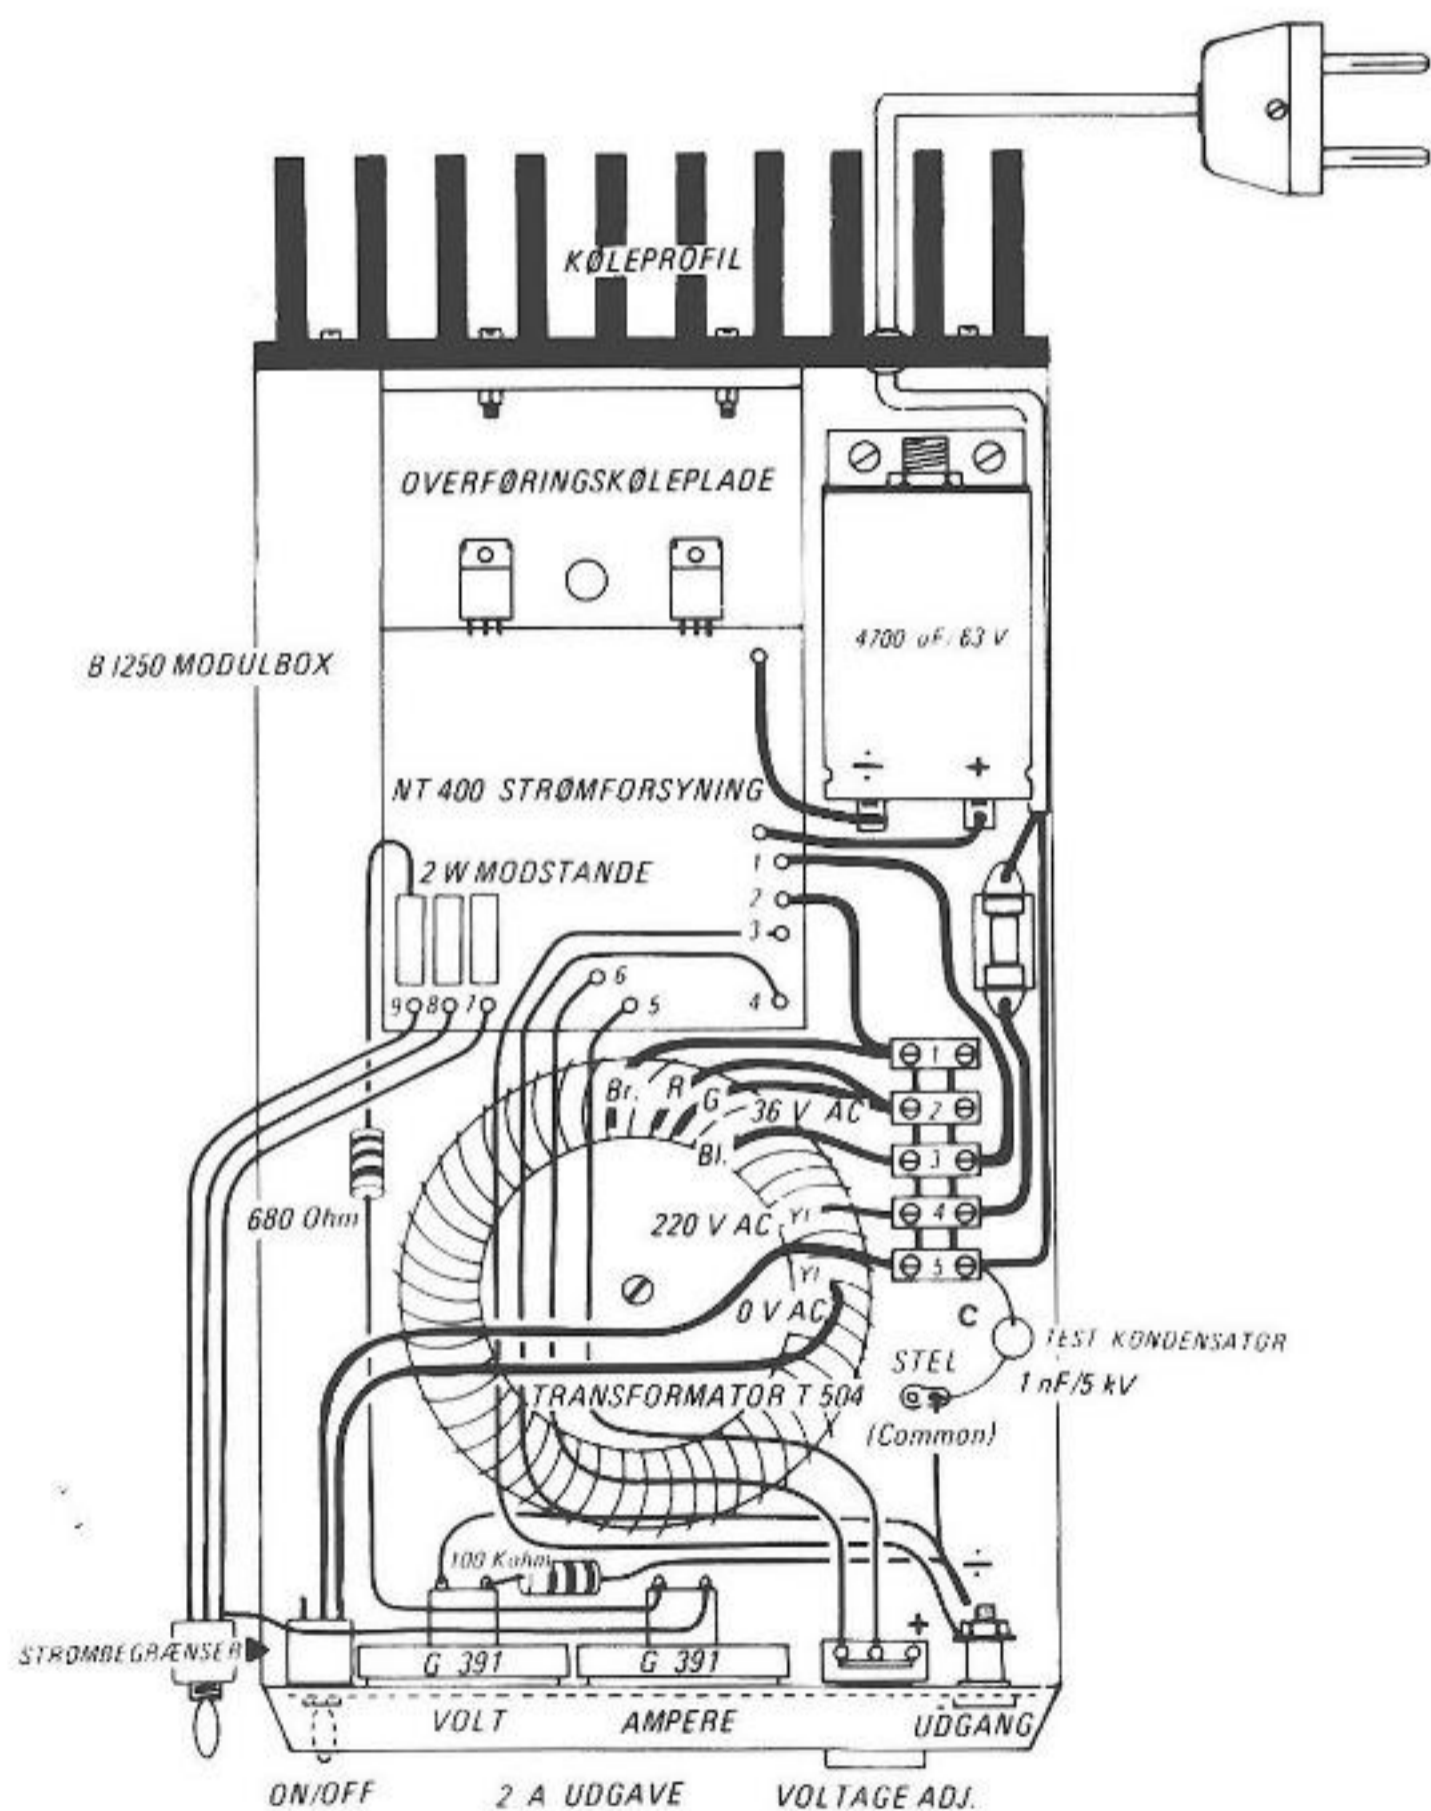 KØLEPROFIL
OVERFØRINGSKØLEPLADE
4700 uF/63 V
B 1250 MODULBOX
÷ +
NT 400 STRØMFORSYNING
1
2 W MODSTANDE
2
3
6
9 8 7
5
4
1
Br. R G
36 V AC
2
Bl.
3
680 Ohm
220 V AC
Yl
4
Yl
5
0 V AC
C
TEST KONDENSATOR
STEL
1 nF/5 kV
TRANSFORMATOR T 504
(Common)
100 Kohm
÷
+
STRØMBEGRÆNSER
G 391
G 391
VOLT
AMPERE
UDGANG
ON/OFF
2 A UDGAVE
VOLTAGE ADJ.